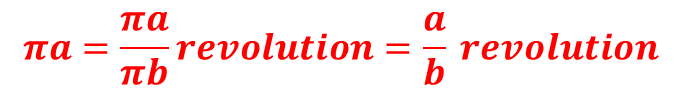 πa = πa/πb revolution = a/b revolution